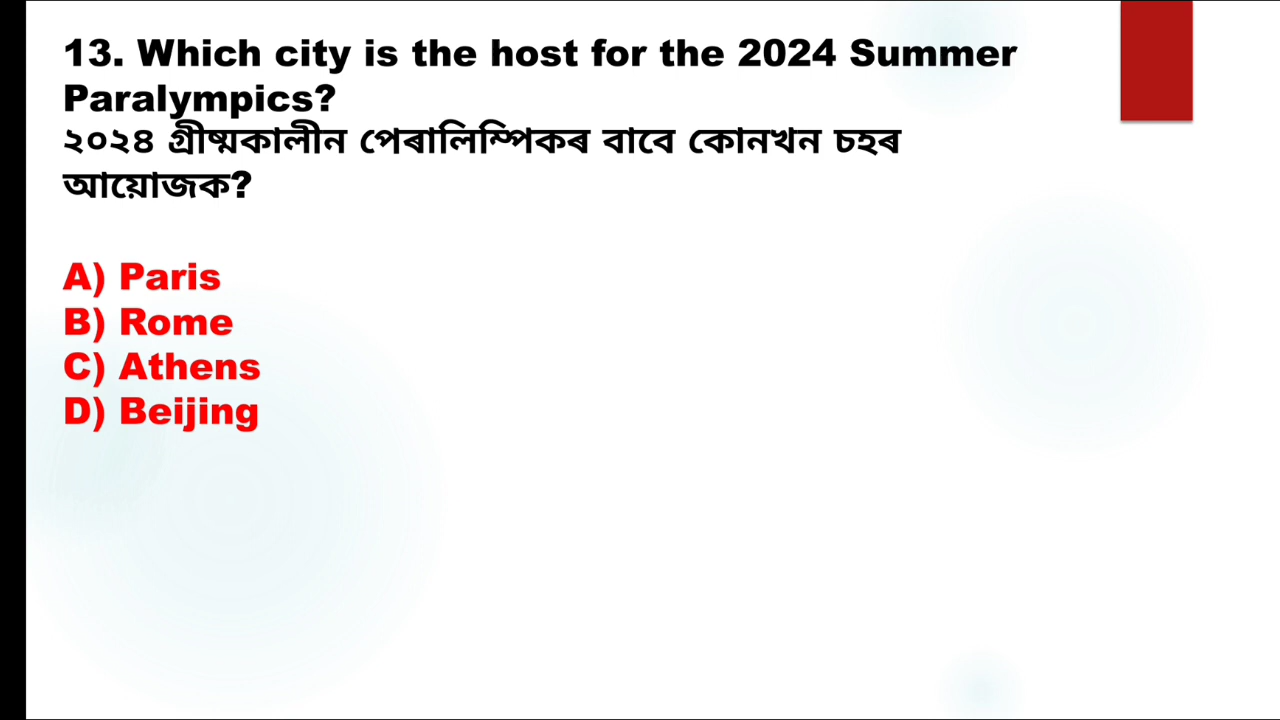 13. Which city is the host for the 2024 Summer
Paralympics?
২০২৪ গ্ৰীষ্মকালীন পেৰালিম্পিকৰ বাবে কোনখন চহৰ
আয়োজক?
A) Paris
B) Rome
C) Athens
D) Beijing